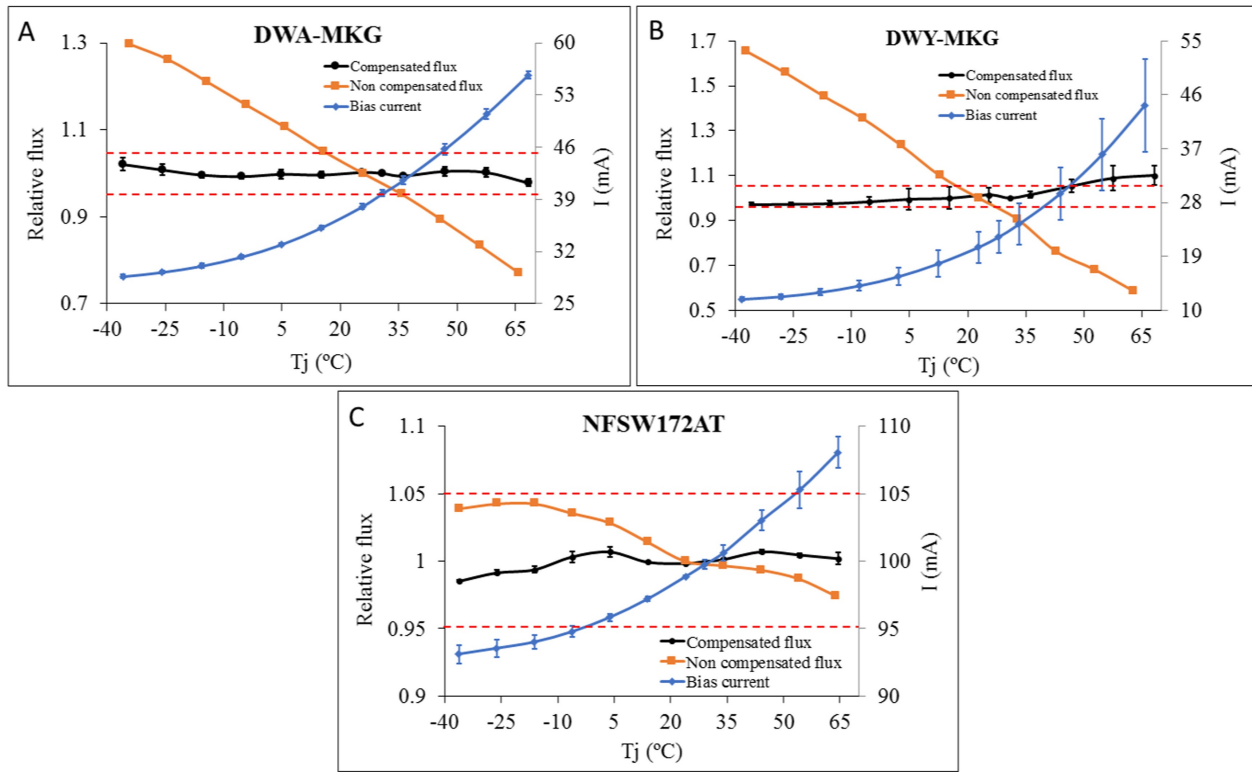 A
DWA-MKG
1.3
1.1
0.9
0.7
Relative flux
Compensated flux
Non compensated flux
Bias current
60
53
46
39
32
25
I (mA)
-40 -25 -10 5 20 35 50 65
Tj (ºC)
B
DWY-MKG
1.7
1.5
1.3
1.1
0.9
0.7
0.5
Relative flux
Compensated flux
Non compensated flux
Bias current
55
46
37
28
19
10
I (mA)
-40 -25 -10 5 20 35 50 65
Tj (ºC)
C
NFSW172AT
1.1
1.05
1
0.95
0.9
Relative flux
Compensated flux
Non compensated flux
Bias current
110
105
100
95
90
I (mA)
-40 -25 -10 5 20 35 50 65
Tj (ºC)